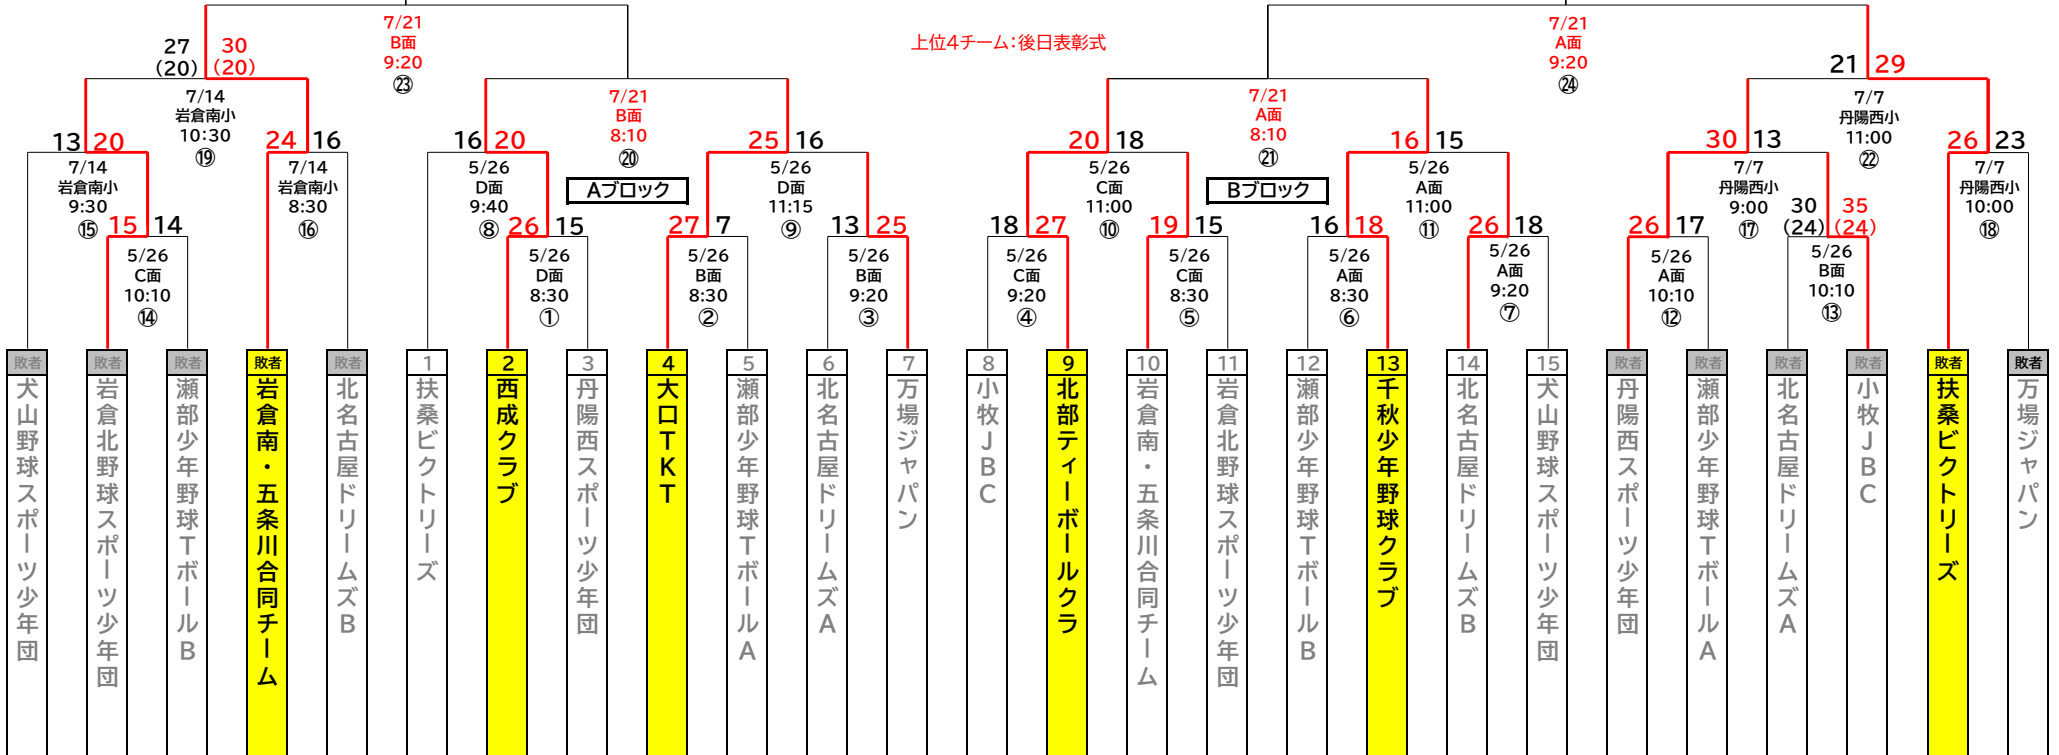 7/21
B面
9:20
㉓
上位4チーム:後日表彰式
7/21
A面
9:20
㉔
27 30
(20) (20)
7/14
岩倉南小
10:30
⑲
7/21
B面
8:10
⑳
7/21
A面
8:10
㉑
21 29
7/7
丹陽西小
11:00
㉒
13 20
7/14
岩倉南小
9:30
⑮
24 16
7/14
岩倉南小
8:30
⑯
16 20
5/26
D面
9:40
⑧
Aブロック
25 16
5/26
D面
11:15
⑨
20 18
5/26
C面
11:00
⑩
Bブロック
16 15
5/26
A面
11:00
⑪
30 13
7/7
丹陽西小
9:00
⑰
26 23
7/7
丹陽西小
10:00
⑱
15 14
5/26
C面
10:10
⑭
26 15
5/26
D面
8:30
①
27 7
5/26
B面
8:30
②
13 25
5/26
B面
9:20
③
18 27
5/26
C面
9:20
④
19 15
5/26
C面
8:30
⑤
16 18
5/26
A面
8:30
⑥
26 18
5/26
A面
9:20
⑦
26 17
5/26
A面
10:10
⑫
30 35
(24) (24)
5/26
B面
10:10
⑬
敗者
犬山野球スポーツ少年団
敗者
岩倉北野球スポーツ少年団
敗者
瀬部少年野球TボールB
敗者
岩倉南・五条川合同チーム
敗者
北名古屋ドリームズB
1
扶桑ビクトリーズ
2
西成クラブ
3
丹陽西スポーツ少年団
4
大口TKT
5
瀬部少年野球TボールA
6
北名古屋ドリームズA
7
万場ジャパン
8
小牧JBC
9
北部ティーボールクラ
10
岩倉南・五条川合同チーム
11
岩倉北野球スポーツ少年団
12
瀬部少年野球TボールB
13
千秋少年野球クラブ
14
北名古屋ドリームズB
15
犬山野球スポーツ少年団
敗者
丹陽西スポーツ少年団
敗者
瀬部少年野球TボールA
敗者
北名古屋ドリームズA
敗者
小牧JBC
敗者
扶桑ビクトリーズ
敗者
万場ジャパン